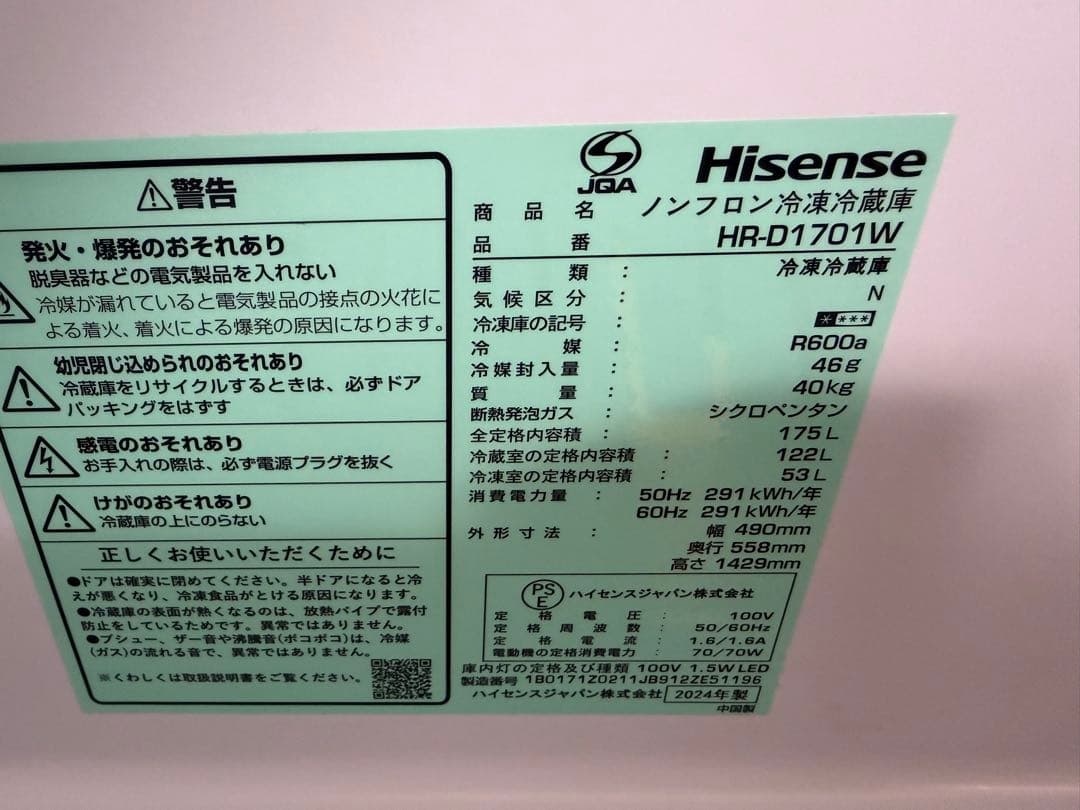 警告
発火・爆発のおそれあり
脱臭器などの電気製品を入れない
冷媒が漏れていると電気製品の接点の火花に
よる着火、着火による爆発の原因になります。
幼児閉じ込められのおそれあり
冷蔵庫をリサイクルするときは、必ずドア
パッキングをはずす
感電のおそれあり
お手入れの際は、必ず電源プラグを抜く
けがのおそれあり
冷蔵庫の上にのらない
正しくお使いいただくために
●ドアは確実に閉めてください。半ドアになると冷
えが悪くなり、冷凍食品がとける原因になります。
●冷蔵庫の表面が熱くなるのは、放熱パイプで露付
防止をしているためです。異常ではありません。
●プシュー、ザー音や沸騰音(ポコポコ)は、冷媒
(ガス)の流れる音で、異常ではありません。
※くわしくは取扱説明書をご覧ください。
JQA
Hisense
商品名 ノンフロン冷凍冷蔵庫
品番 HR-D1701W
種類 : 冷凍冷蔵庫
気候区分 : N
冷凍庫の記号 : ****
冷媒 : R600a
冷媒封入量 : 46g
質量 : 40kg
断熱発泡ガス : シクロペンタン
全定格内容積 : 175L
冷蔵室の定格内容積 : 122L
冷凍室の定格内容積 : 53L
消費電力量 : 50Hz 291kWh/年
60Hz 291kWh/年
外形寸法 : 幅 490mm
奥行 558mm
高さ 1429mm
PSE ハイセンスジャパン株式会社
定格電圧 : 100V
定格周波数 : 50/60Hz
定格電流 : 1.6/1.6A
電動機の定格消費電力 : 70/70W
庫内灯の定格及び種類 100V 1.5W LED
製造番号 1B0171Z0211JB912ZE51196
ハイセンスジャパン株式会社 2024年製
中国製